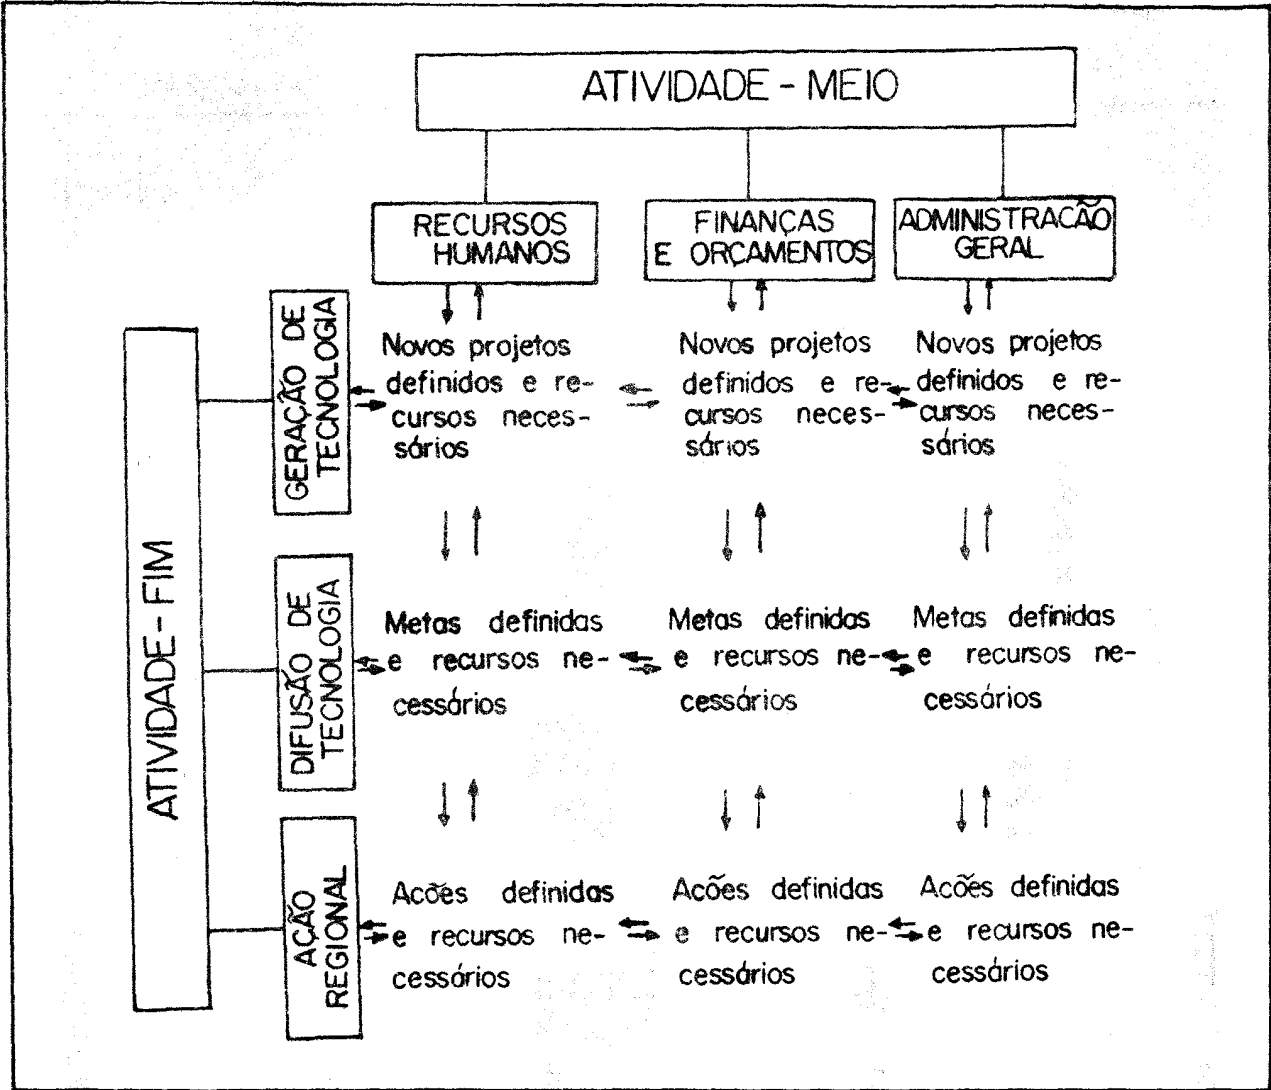 ATIVIDADE - MEIO
RECURSOS
HUMANOS
FINANÇAS
E ORÇAMENTOS
ADMINISTRACÃO
GERAL
ATIVIDADE - FIM
GERAÇÃO DE
TECNOLOGIA
Novos projetos
definidos e re-
cursos neces-
sários
Novos projetos
definidos e re-
cursos neces-
sários
Novos projetos
definidos e re-
cursos neces-
sários
DIFUSÃO DE
TECNOLOGIA
Metas definidas
e recursos ne-
cessários
Metas definidas
e recursos ne-
cessários
Metas definidas
e recursos ne-
cessários
AÇÃO
REGIONAL
Acões definidas
e recursos ne-
cessários
Acões definidas
e recursos ne-
cessários
Acões definidas
e recursos ne-
cessários